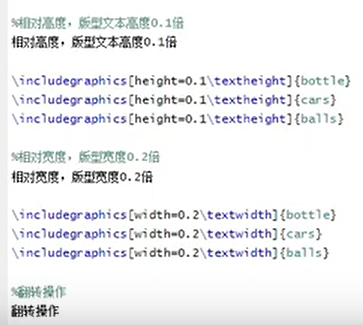 %相对高度，版型文本高度0.1倍
相对高度，版型文本高度0.1倍
\includegraphics[height=0.1\textheight]{bottle}
\includegraphics[height=0.1\textheight]{cars}
\includegraphics[height=0.1\textheight]{balls}
%相对宽度，版型宽度0.2倍
相对宽度，版型宽度0.2倍
\includegraphics[width=0.2\textwidth]{bottle}
\includegraphics[width=0.2\textwidth]{cars}
\includegraphics[width=0.2\textwidth]{balls}
%翻转操作
翻转操作